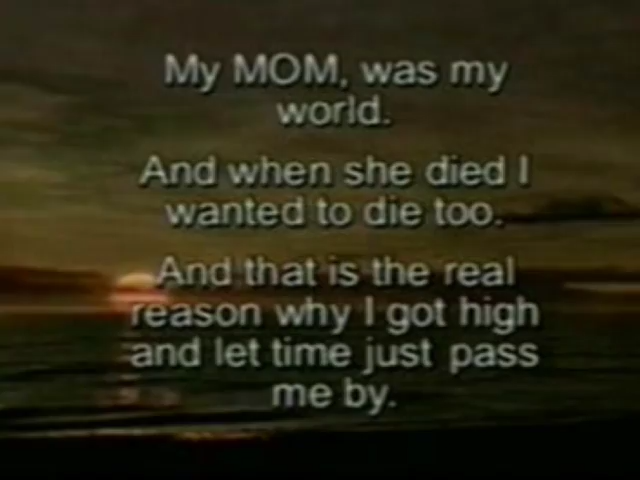 My MOM, was my
world.
And when she died I
wanted to die too.
And that is the real
reason why I got high
and let time just pass
me by.